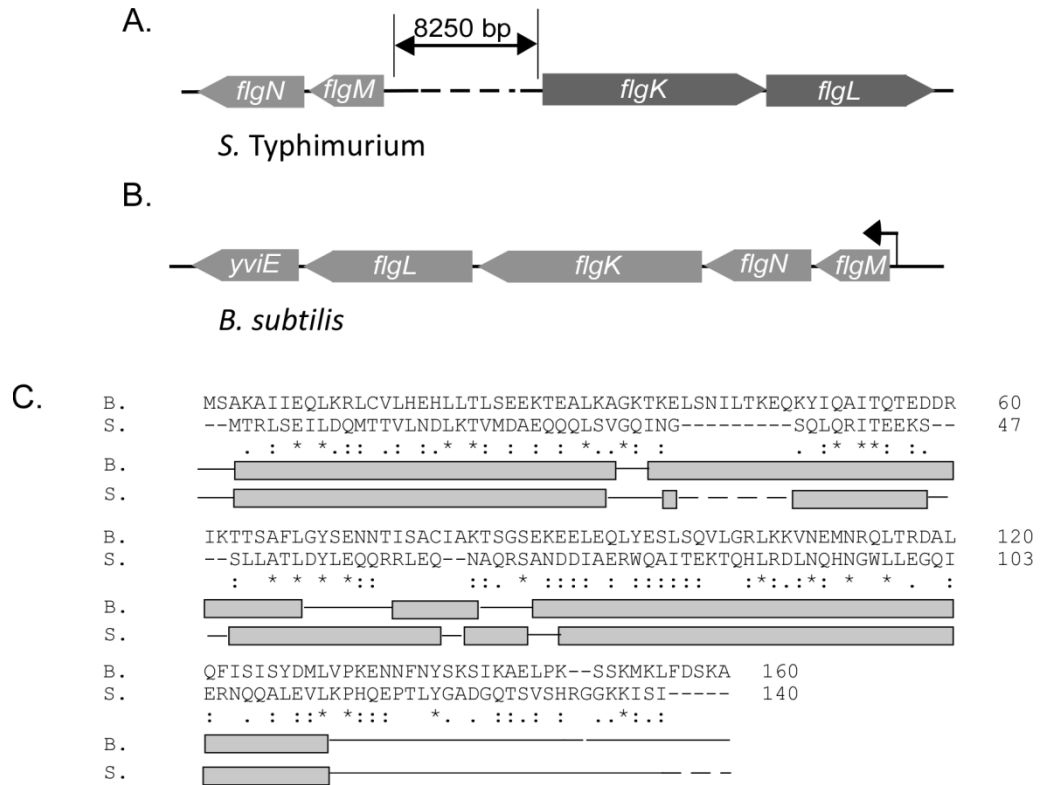 A.
8250 bp
flgN flgM flgK flgL
S. Typhimurium
B.
yviE flgL flgK flgN flgM
B. subtilis
C.
B. MSAKAIIEQLKRLCVLHEHLLTLSEEKTEALKAGKTKELSNILTKEQKYIQAITQTEDDR 60
S. --MTRLSEILDQMTTVLNDLKTVMDAEQQQLSVGQING---------SQLQRITEEKS-- 47
. : * *.:: :..* * : : . * .* : . :* **: : .
B.
S.
B. IKTTSAFLGYSENNTISACIAKTSGSEKEELEQLYESLSQVLGRLKKVNEMNRQLTRDAL 120
S. --SLLATLDYLEQQRRLEQ--NAQRSANDDIAERWQAITEKTQHLRDLNQHNGWLLEGQI 103
: * * * *:: ::. * :::: : ::::::: :*.:*: * * . :
B.
S.
B. QFISISYDMLVPKENNFNYSKSIKAELPK--SSKMKLFDSKA 160
S. ERNQQALEVLKPHQEPTLYGADGQTSVSHRGGKKISI----- 140
: . : ::* *:: *. . ::.: ..*: :
B.
S.